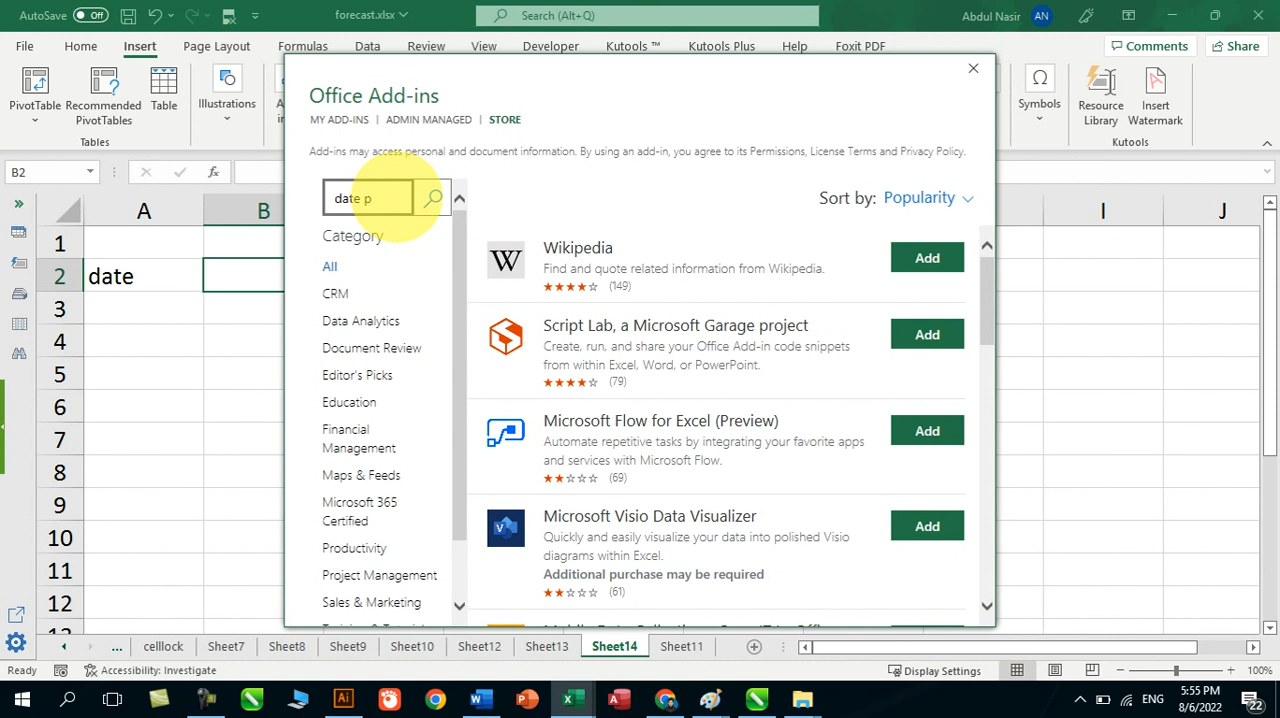 AutoSave Off forecast.xlsx Search (Alt+Q) Abdul Nasir AN
File Home Insert Page Layout Formulas Data Review View Developer Kutools ™ Kutools Plus Help Foxit PDF Comments Share
PivotTable Recommended PivotTables Table Illustrations Symbols Resource Library Insert Watermark
Tables Kutools
Office Add-ins
MY ADD-INS | ADMIN MANAGED | STORE
Add-ins may access personal and document information. By using an add-in, you agree to its Permissions, License Terms and Privacy Policy.
B2 fx
date p
Sort by: Popularity
Category
All
CRM
Data Analytics
Document Review
Editor's Picks
Education
Financial
Management
Maps & Feeds
Microsoft 365
Certified
Productivity
Project Management
Sales & Marketing
Wikipedia
Find and quote related information from Wikipedia.
(149)
Add
Script Lab, a Microsoft Garage project
Create, run, and share your Office Add-in code snippets
from within Excel, Word, or PowerPoint.
(79)
Add
Microsoft Flow for Excel (Preview)
Automate repetitive tasks by integrating your favorite apps
and services with Microsoft Flow.
(69)
Add
Microsoft Visio Data Visualizer
Quickly and easily visualize your data into polished Visio
diagrams within Excel.
Additional purchase may be required
(61)
Add
A B I J
1
2 date
3
4
5
6
7
8
9
10
11
12
... celllock Sheet7 Sheet8 Sheet9 Sheet10 Sheet12 Sheet13 Sheet14 Sheet11
Ready Accessibility: Investigate Display Settings 100%
ENG 5:55 PM
8/6/2022 22